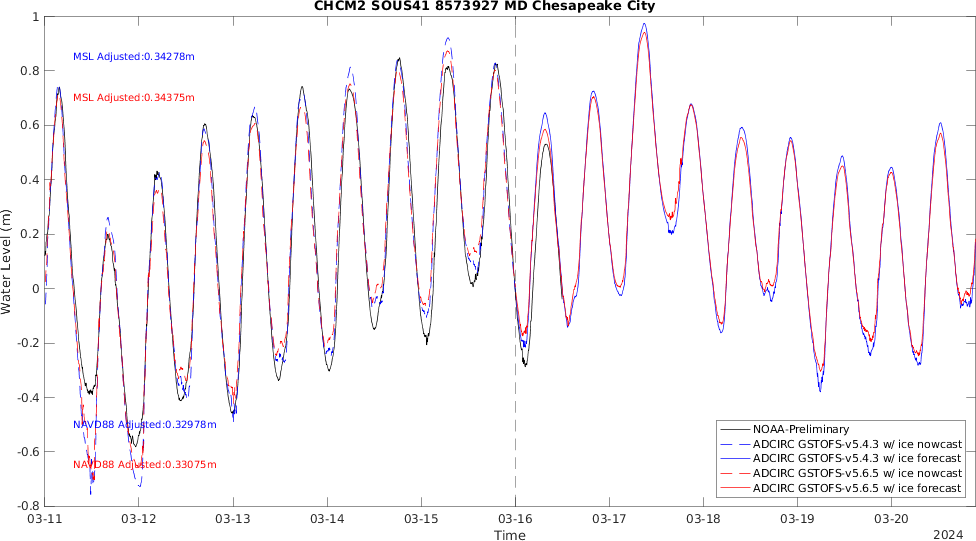 CHCM2 SOUS41 8573927 MD Chesapeake City
1
0.8
0.6
0.4
0.2
0
-0.2
-0.4
-0.6
-0.8
Water Level (m)
MSL Adjusted:0.34278m
MSL Adjusted:0.34375m
NAVD88 Adjusted:0.32978m
NAVD88 Adjusted:0.33075m
NOAA-Preliminary
ADCIRC GSTOFS-v5.4.3 w/ ice nowcast
ADCIRC GSTOFS-v5.4.3 w/ ice forecast
ADCIRC GSTOFS-v5.6.5 w/ ice nowcast
ADCIRC GSTOFS-v5.6.5 w/ ice forecast
03-11 03-12 03-13 03-14 03-15 03-16 03-17 03-18 03-19 03-20
Time
2024